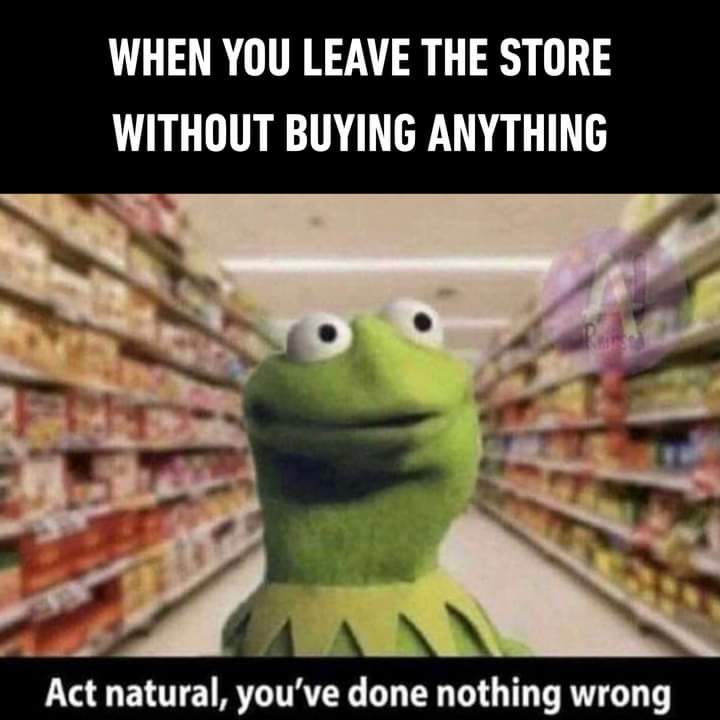 WHEN YOU LEAVE THE STORE
WITHOUT BUYING ANYTHING
Act natural, you've done nothing wrong